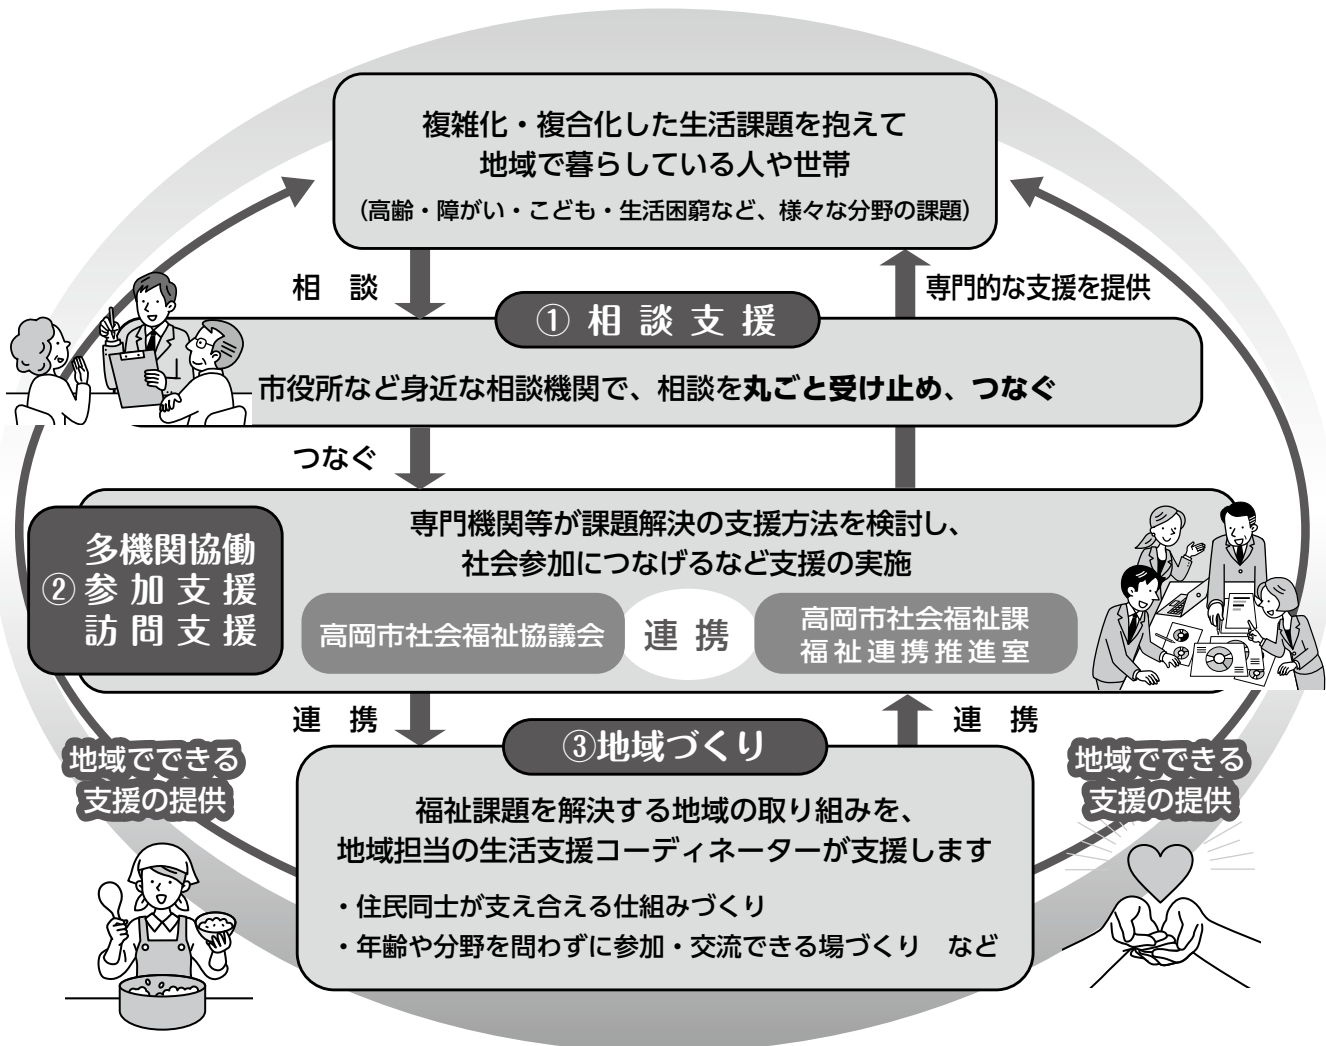 複雑化・複合化した生活課題を抱えて
地域で暮らしている人や世帯
(高齢・障がい・こども・生活困窮など、様々な分野の課題)
相　談
専門的な支援を提供
① 相 談 支 援
市役所など身近な相談機関で、相談を丸ごと受け止め、つなぐ
つなぐ
多機関協働
② 参 加 支 援
訪 問 支 援
専門機関等が課題解決の支援方法を検討し、
社会参加につなげるなど支援の実施
高岡市社会福祉協議会
連 携
高岡市社会福祉課
福祉連携推進室
連　携
連　携
③地域づくり
地域でできる
支援の提供
地域でできる
支援の提供
福祉課題を解決する地域の取り組みを、
地域担当の生活支援コーディネーターが支援します
・住民同士が支え合える仕組みづくり
・年齢や分野を問わずに参加・交流できる場づくり　など